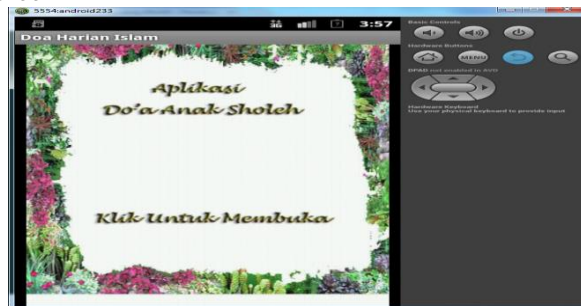 5554:android233
3:57
Doa Harian Islam
Aplikasi
Do'a Anak Sholeh
Klik Untuk Membuka
Basic Controls
Hardware Buttons
MENU
DPAD not enabled in AVD
Hardware Keyboard
Use your physical keyboard to provide input